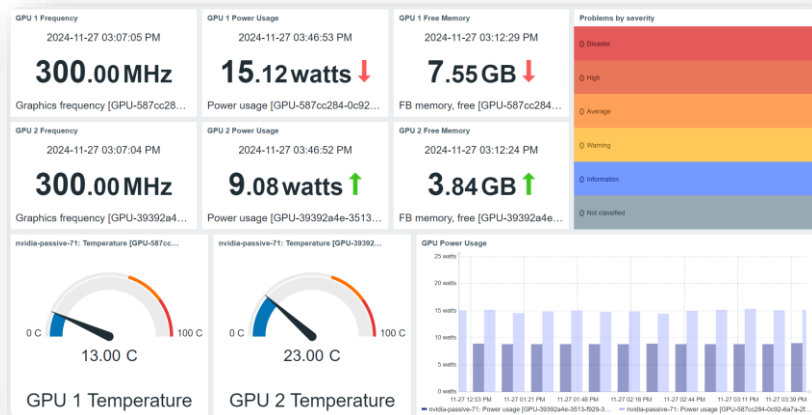 GPU 1 Frequency
2024-11-27 03:07:05 PM
300.00 MHz
Graphics frequency [GPU-587cc28...
GPU 1 Power Usage
2024-11-27 03:46:53 PM
15.12 watts
Power usage [GPU-587cc284-0c92...
GPU 1 Free Memory
2024-11-27 03:12:29 PM
7.55 GB
FB memory, free [GPU-587cc284...
Problems by severity
0 Disaster
0 High
0 Average
0 Warning
0 Information
0 Not classified
GPU 2 Frequency
2024-11-27 03:07:04 PM
300.00 MHz
Graphics frequency [GPU-39392a4...
GPU 2 Power Usage
2024-11-27 03:46:52 PM
9.08 watts
Power usage [GPU-39392a4e-3513...
GPU 2 Free Memory
2024-11-27 03:12:24 PM
3.84 GB
FB memory, free [GPU-39392a4e...
nvidia-passive-71: Temperature [GPU-587cc...
0 C
100 C
13.00 C
GPU 1 Temperature
nvidia-passive-71: Temperature [GPU-39392...
0 C
100 C
23.00 C
GPU 2 Temperature
GPU Power Usage
25 watts
20 watts
15 watts
10 watts
5 watts
0 watts
11-27 12:53 PM 11-27 01:21 PM 11-27 01:48 PM 11-27 02:16 PM 11-27 02:44 PM 11-27 03:11 PM 11-27 03:39 PM
nvidia-passive-71: Power usage [GPU-39392a4e-3513-f929-3... nvidia-passive-71: Power usage [GPU-587cc284-0c92-6a7a-2f...